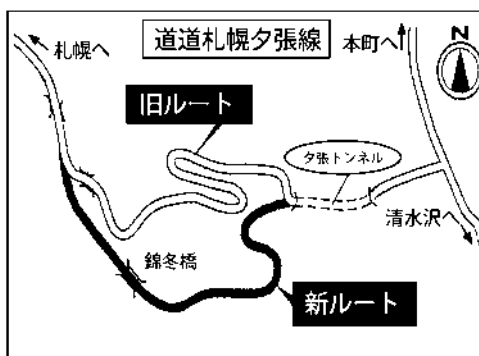 道道札幌夕張線
札幌へ
本町へ
N
旧ルート
夕張トンネル
清水沢へ
錦冬橋
新ルート